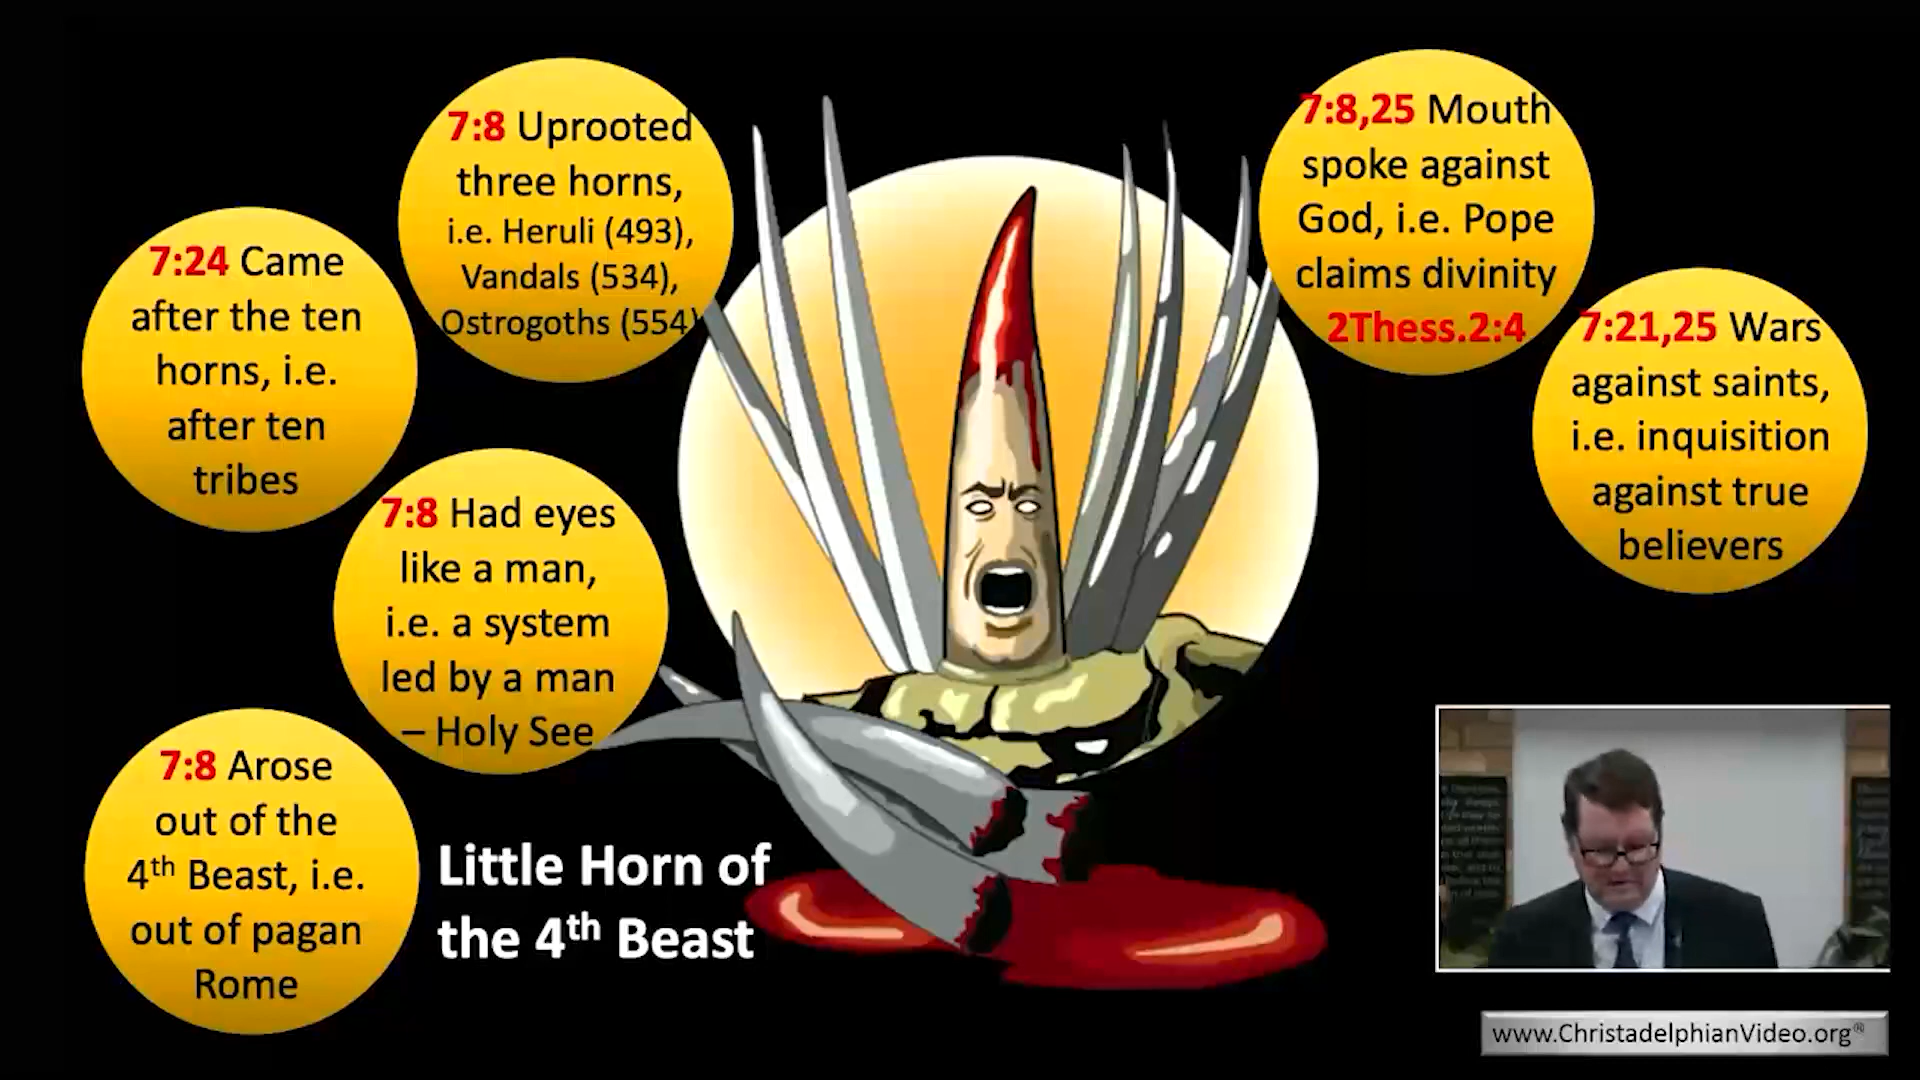 7:8 Uprooted
three horns,
i.e. Heruli (493),
Vandals (534),
Ostrogoths (554)
7:24 Came
after the ten
horns, i.e.
after ten
tribes
7:8 Had eyes
like a man,
i.e. a system
led by a man
– Holy See
7:8 Arose
out of the
4th Beast, i.e.
out of pagan
Rome
Little Horn of
the 4th Beast
7:8,25 Mouth
spoke against
God, i.e. Pope
claims divinity
2Thess.2:4
7:21,25 Wars
against saints,
i.e. inquisition
against true
believers
www.ChristadelphianVideo.org®